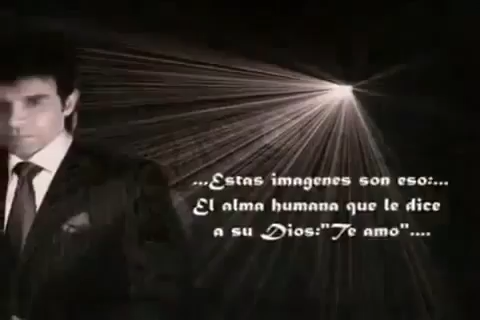 ...Estas imagenes son eso:...
El alma humana que le dice
a su Dios:"Te amo"....